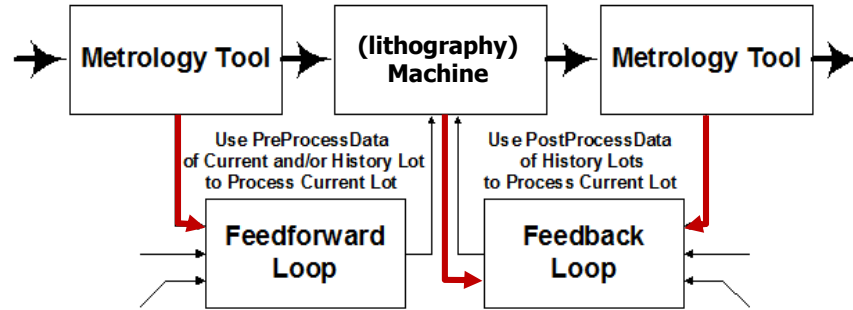 Metrology Tool
(lithography)
Machine
Metrology Tool
Use PreProcessData
of Current and/or History Lot
to Process Current Lot
Use PostProcessData
of History Lots
to Process Current Lot
Feedforward
Loop
Feedback
Loop